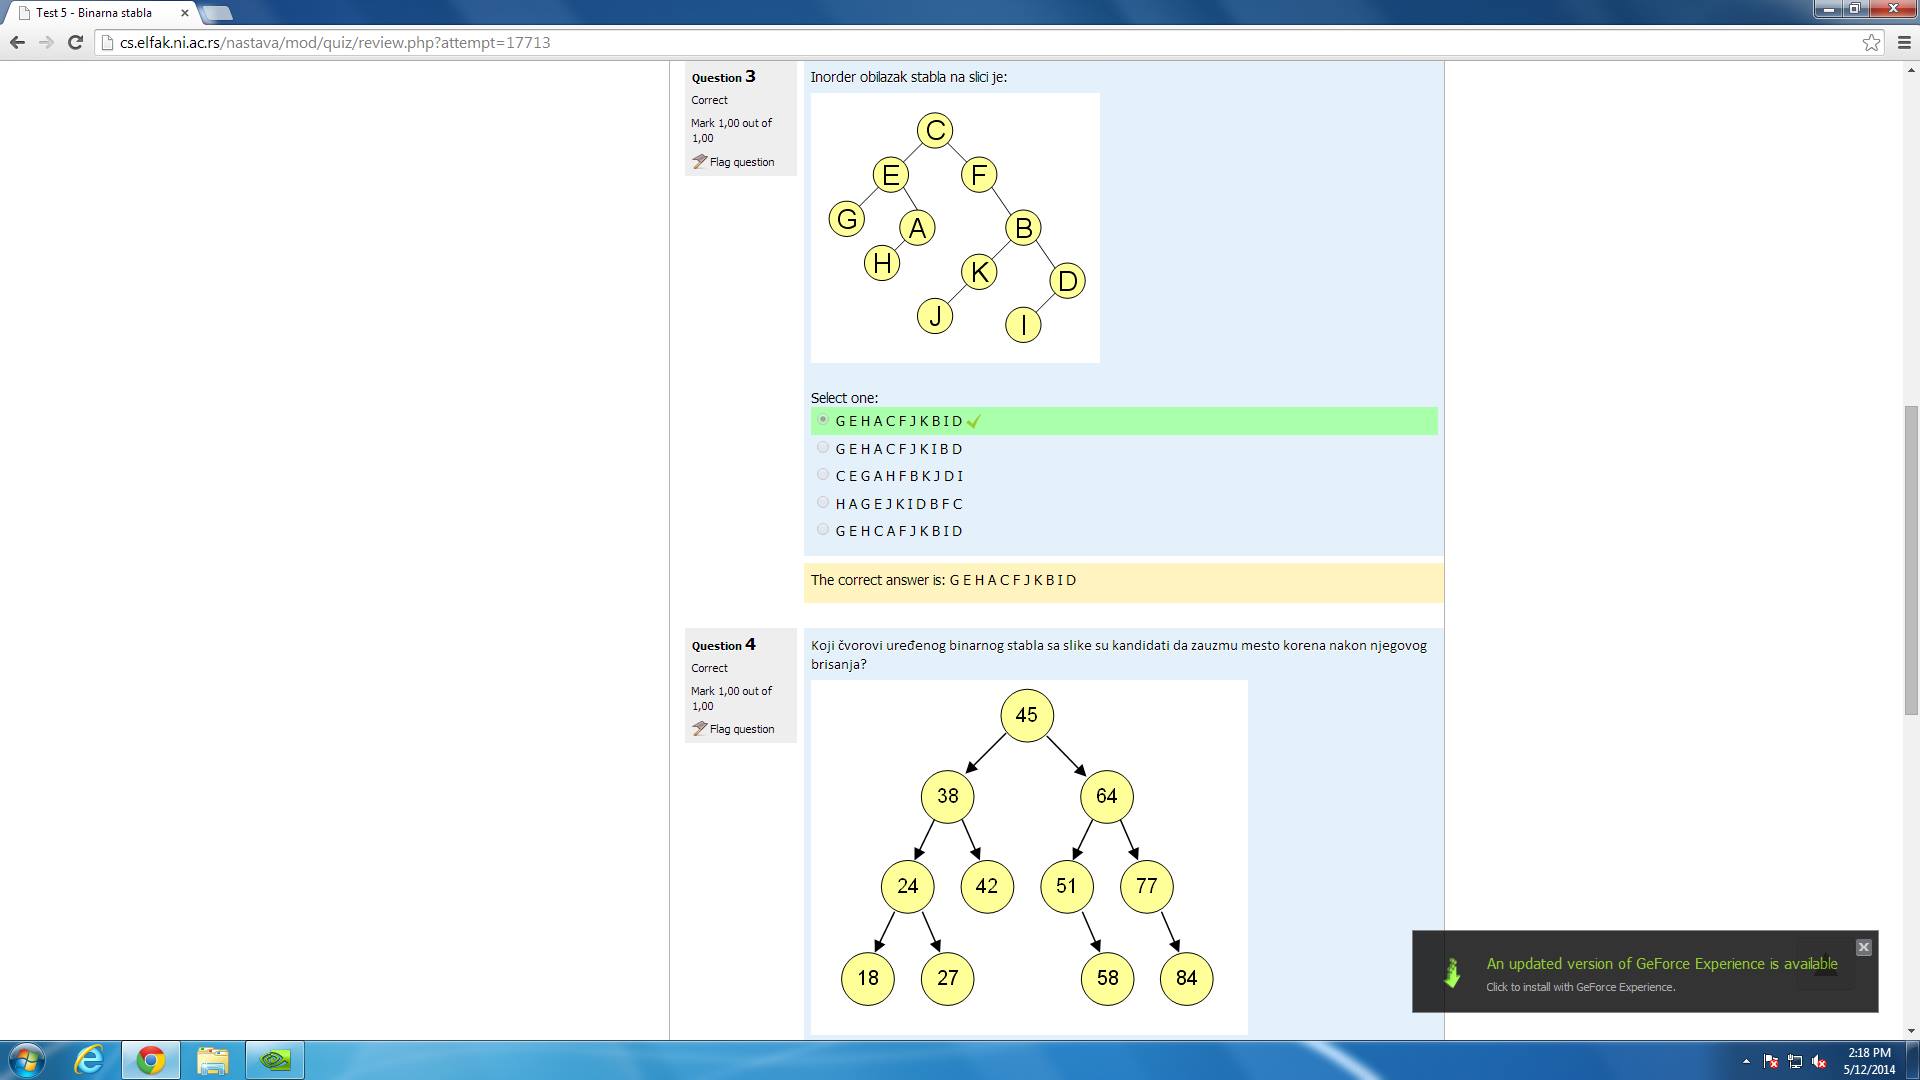 Test 5 - Binarna stabla
cs.elfak.ni.ac.rs/nastava/mod/quiz/review.php?attempt=17713
Question 3
Correct
Mark 1,00 out of
1,00
Flag question
Inorder obilazak stabla na slici je:
C
E F
G A B
H K D
J I
Select one:
G E H A C F J K B I D
G E H A C F J K I B D
C E G A H F B K J D I
H A G E J K I D B F C
G E H C A F J K B I D
The correct answer is: G E H A C F J K B I D
Question 4
Correct
Mark 1,00 out of
1,00
Flag question
Koji čvorovi uređenog binarnog stabla sa slike su kandidati da zauzmu mesto korena nakon njegovog
brisanja?
45
38 64
24 42 51 77
18 27 58 84
An updated version of GeForce Experience is available
Click to install with GeForce Experience.
2:18 PM
5/12/2014